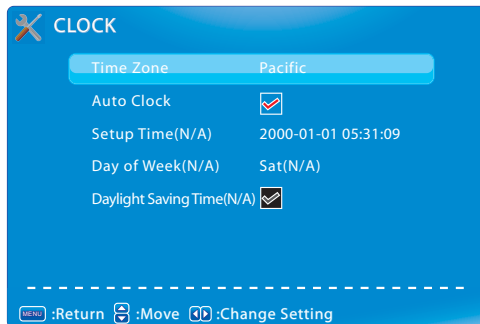 CLOCK
Time Zone Pacific
Auto Clock
Setup Time(N/A) 2000-01-01 05:31:09
Day of Week(N/A) Sat(N/A)
Daylight Saving Time(N/A)
MENU :Return :Move :Change Setting